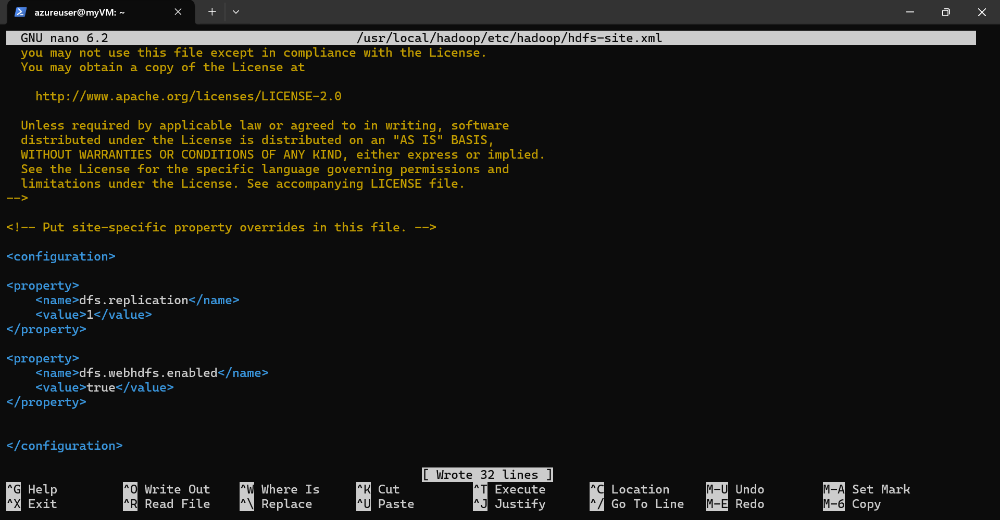 azureuser@myVM: ~
GNU nano 6.2 /usr/local/hadoop/etc/hadoop/hdfs-site.xml
you may not use this file except in compliance with the License.
You may obtain a copy of the License at
http://www.apache.org/licenses/LICENSE-2.0
Unless required by applicable law or agreed to in writing, software
distributed under the License is distributed on an "AS IS" BASIS,
WITHOUT WARRANTIES OR CONDITIONS OF ANY KIND, either express or implied.
See the License for the specific language governing permissions and
limitations under the License. See accompanying LICENSE file.
-->
<!-- Put site-specific property overrides in this file. -->
<configuration>
<property>
<name>dfs.replication</name>
<value>1</value>
</property>
<property>
<name>dfs.webhdfs.enabled</name>
<value>true</value>
</property>
</configuration>
[ Wrote 32 lines ]
^G Help ^O Write Out ^W Where Is ^K Cut ^T Execute ^C Location M-U Undo M-A Set Mark
^X Exit ^R Read File ^\ Replace ^U Paste ^J Justify ^/ Go To Line M-E Redo M-6 Copy